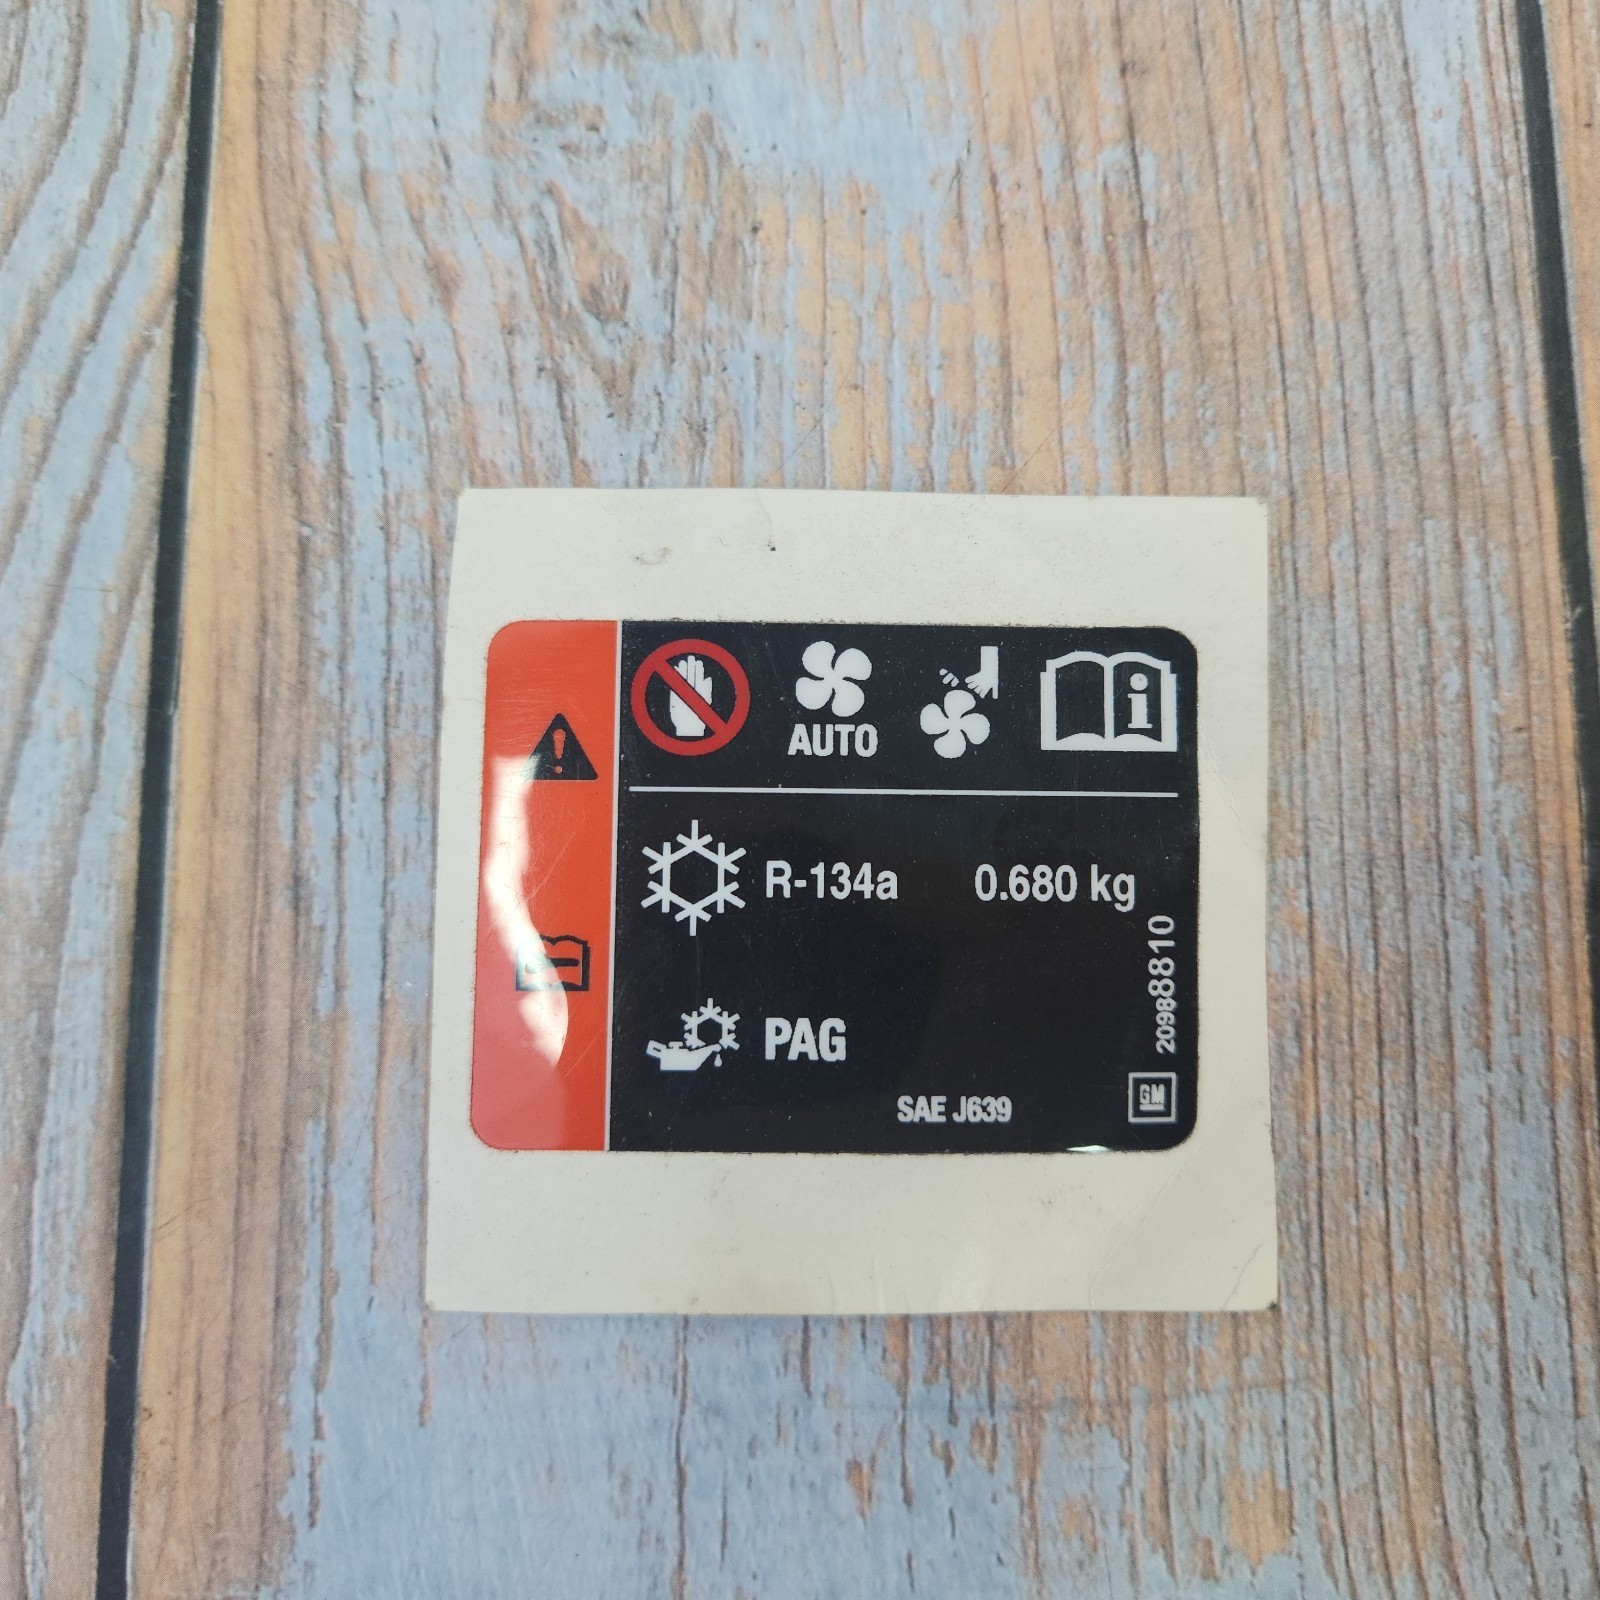 AUTO
R-134a 0.680 kg
PAG
SAE J639
20988810
GM